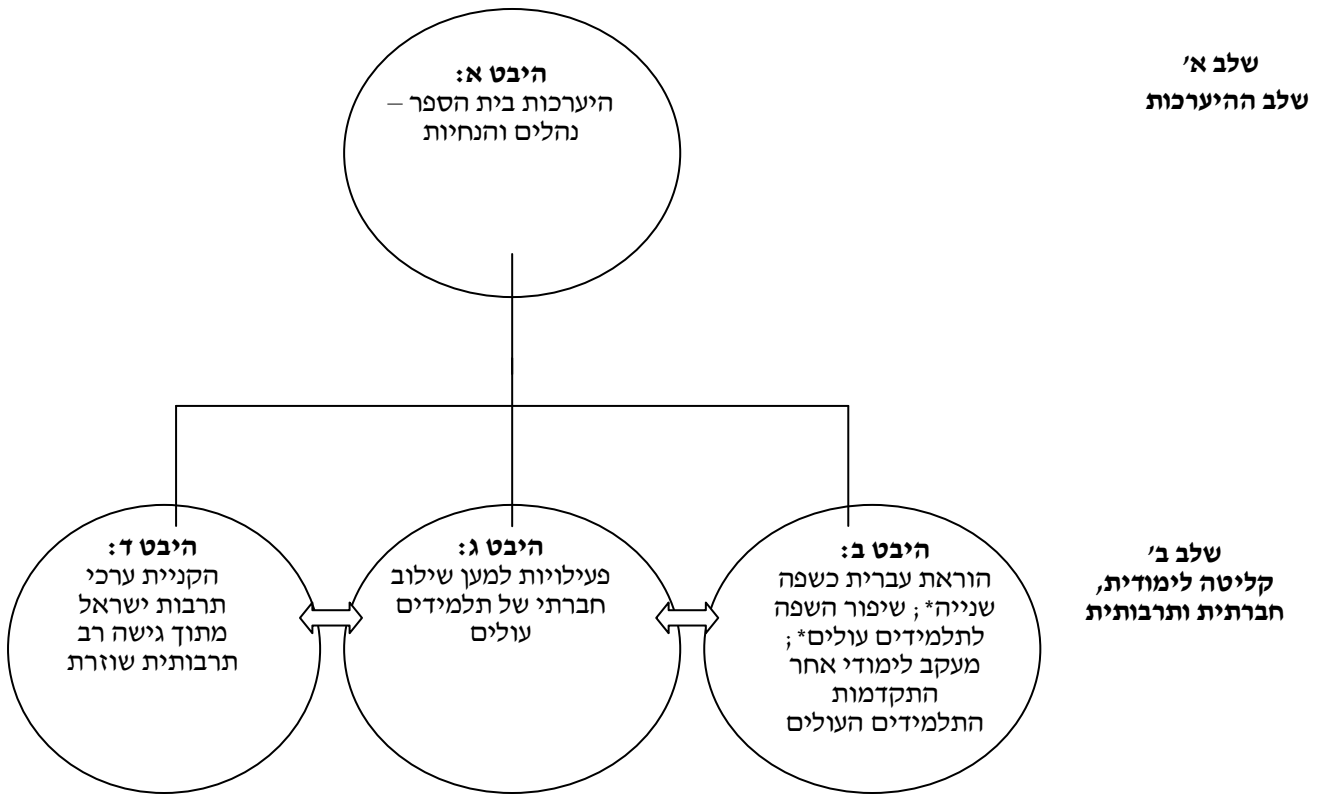 שלב א'
שלב ההיערכות
היבט א:
היערכות בית הספר –
נהלים והנחיות
שלב ב'
קליטה לימודית,
חברתית ותרבותית
היבט ב:
הוראת עברית כשפה
שנייה*; שיפור השפה
לתלמידים עולים*;
מעקב לימודי אחר
התקדמות
התלמידים העולים
היבט ג:
פעילויות למען שילוב
חברתי של תלמידים
עולים
היבט ד:
הקניית ערכי
תרבות ישראל
מתוך גישה רב
תרבותית שוזרת